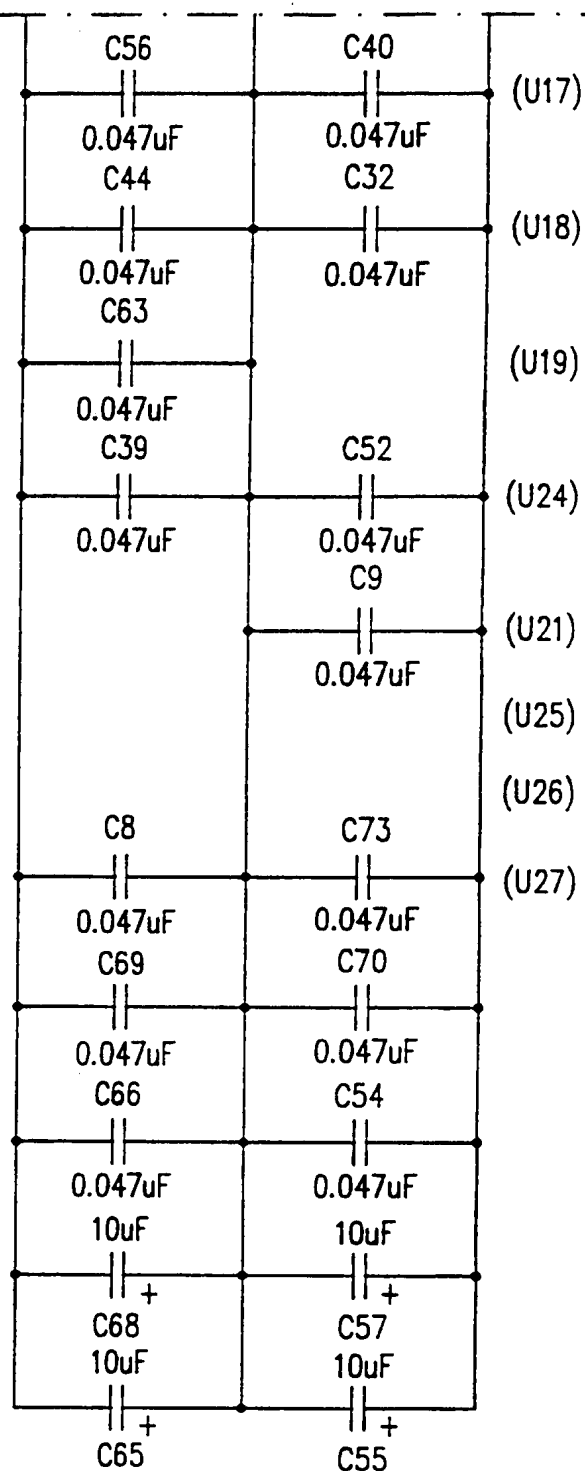 C56 C40
(U17)
0.047uF 0.047uF
C44 C32
(U18)
0.047uF 0.047uF
C63
(U19)
0.047uF
C39 C52
(U24)
0.047uF 0.047uF
C9
(U21)
0.047uF
(U25)
(U26)
C8 C73
(U27)
0.047uF 0.047uF
C69 C70
0.047uF 0.047uF
C66 C54
0.047uF 0.047uF
10uF 10uF
+ +
C68 C57
10uF 10uF
+ +
C65 C55